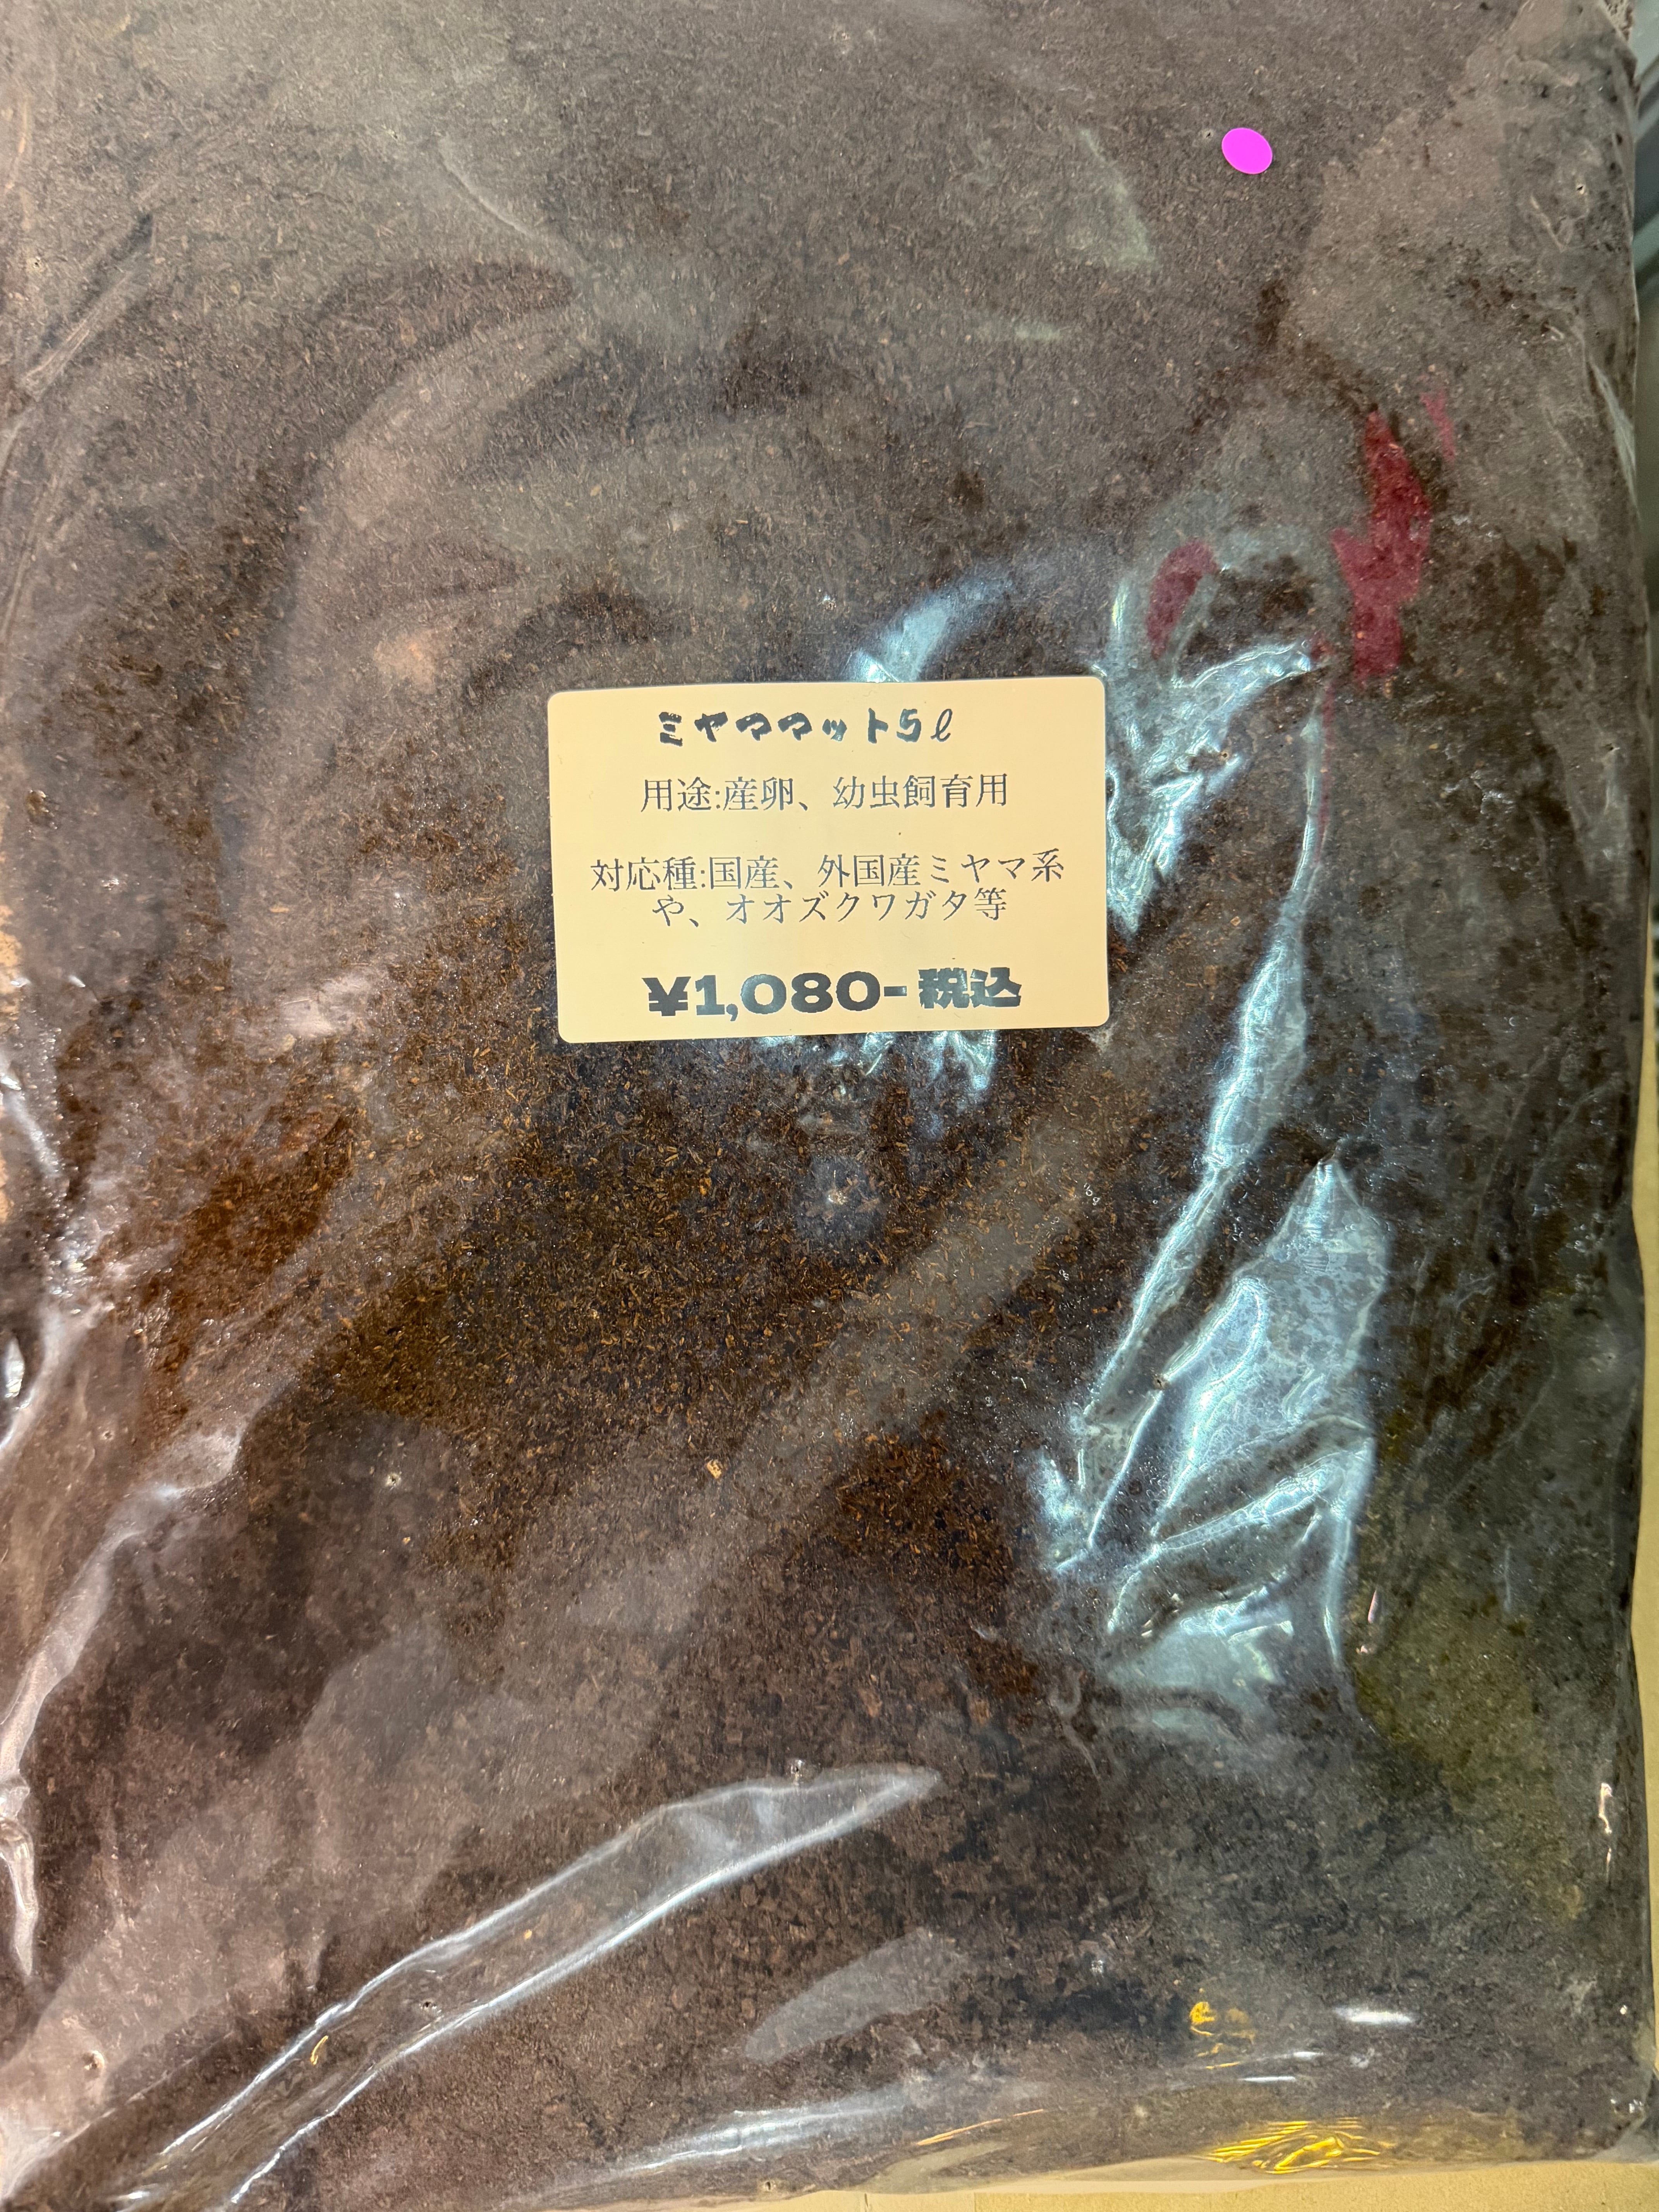 ミヤママット5ℓ
用途:産卵、幼虫飼育用
対応種:国産、外国産ミヤマ系
や、オオズクワガタ等
¥1,080-税込